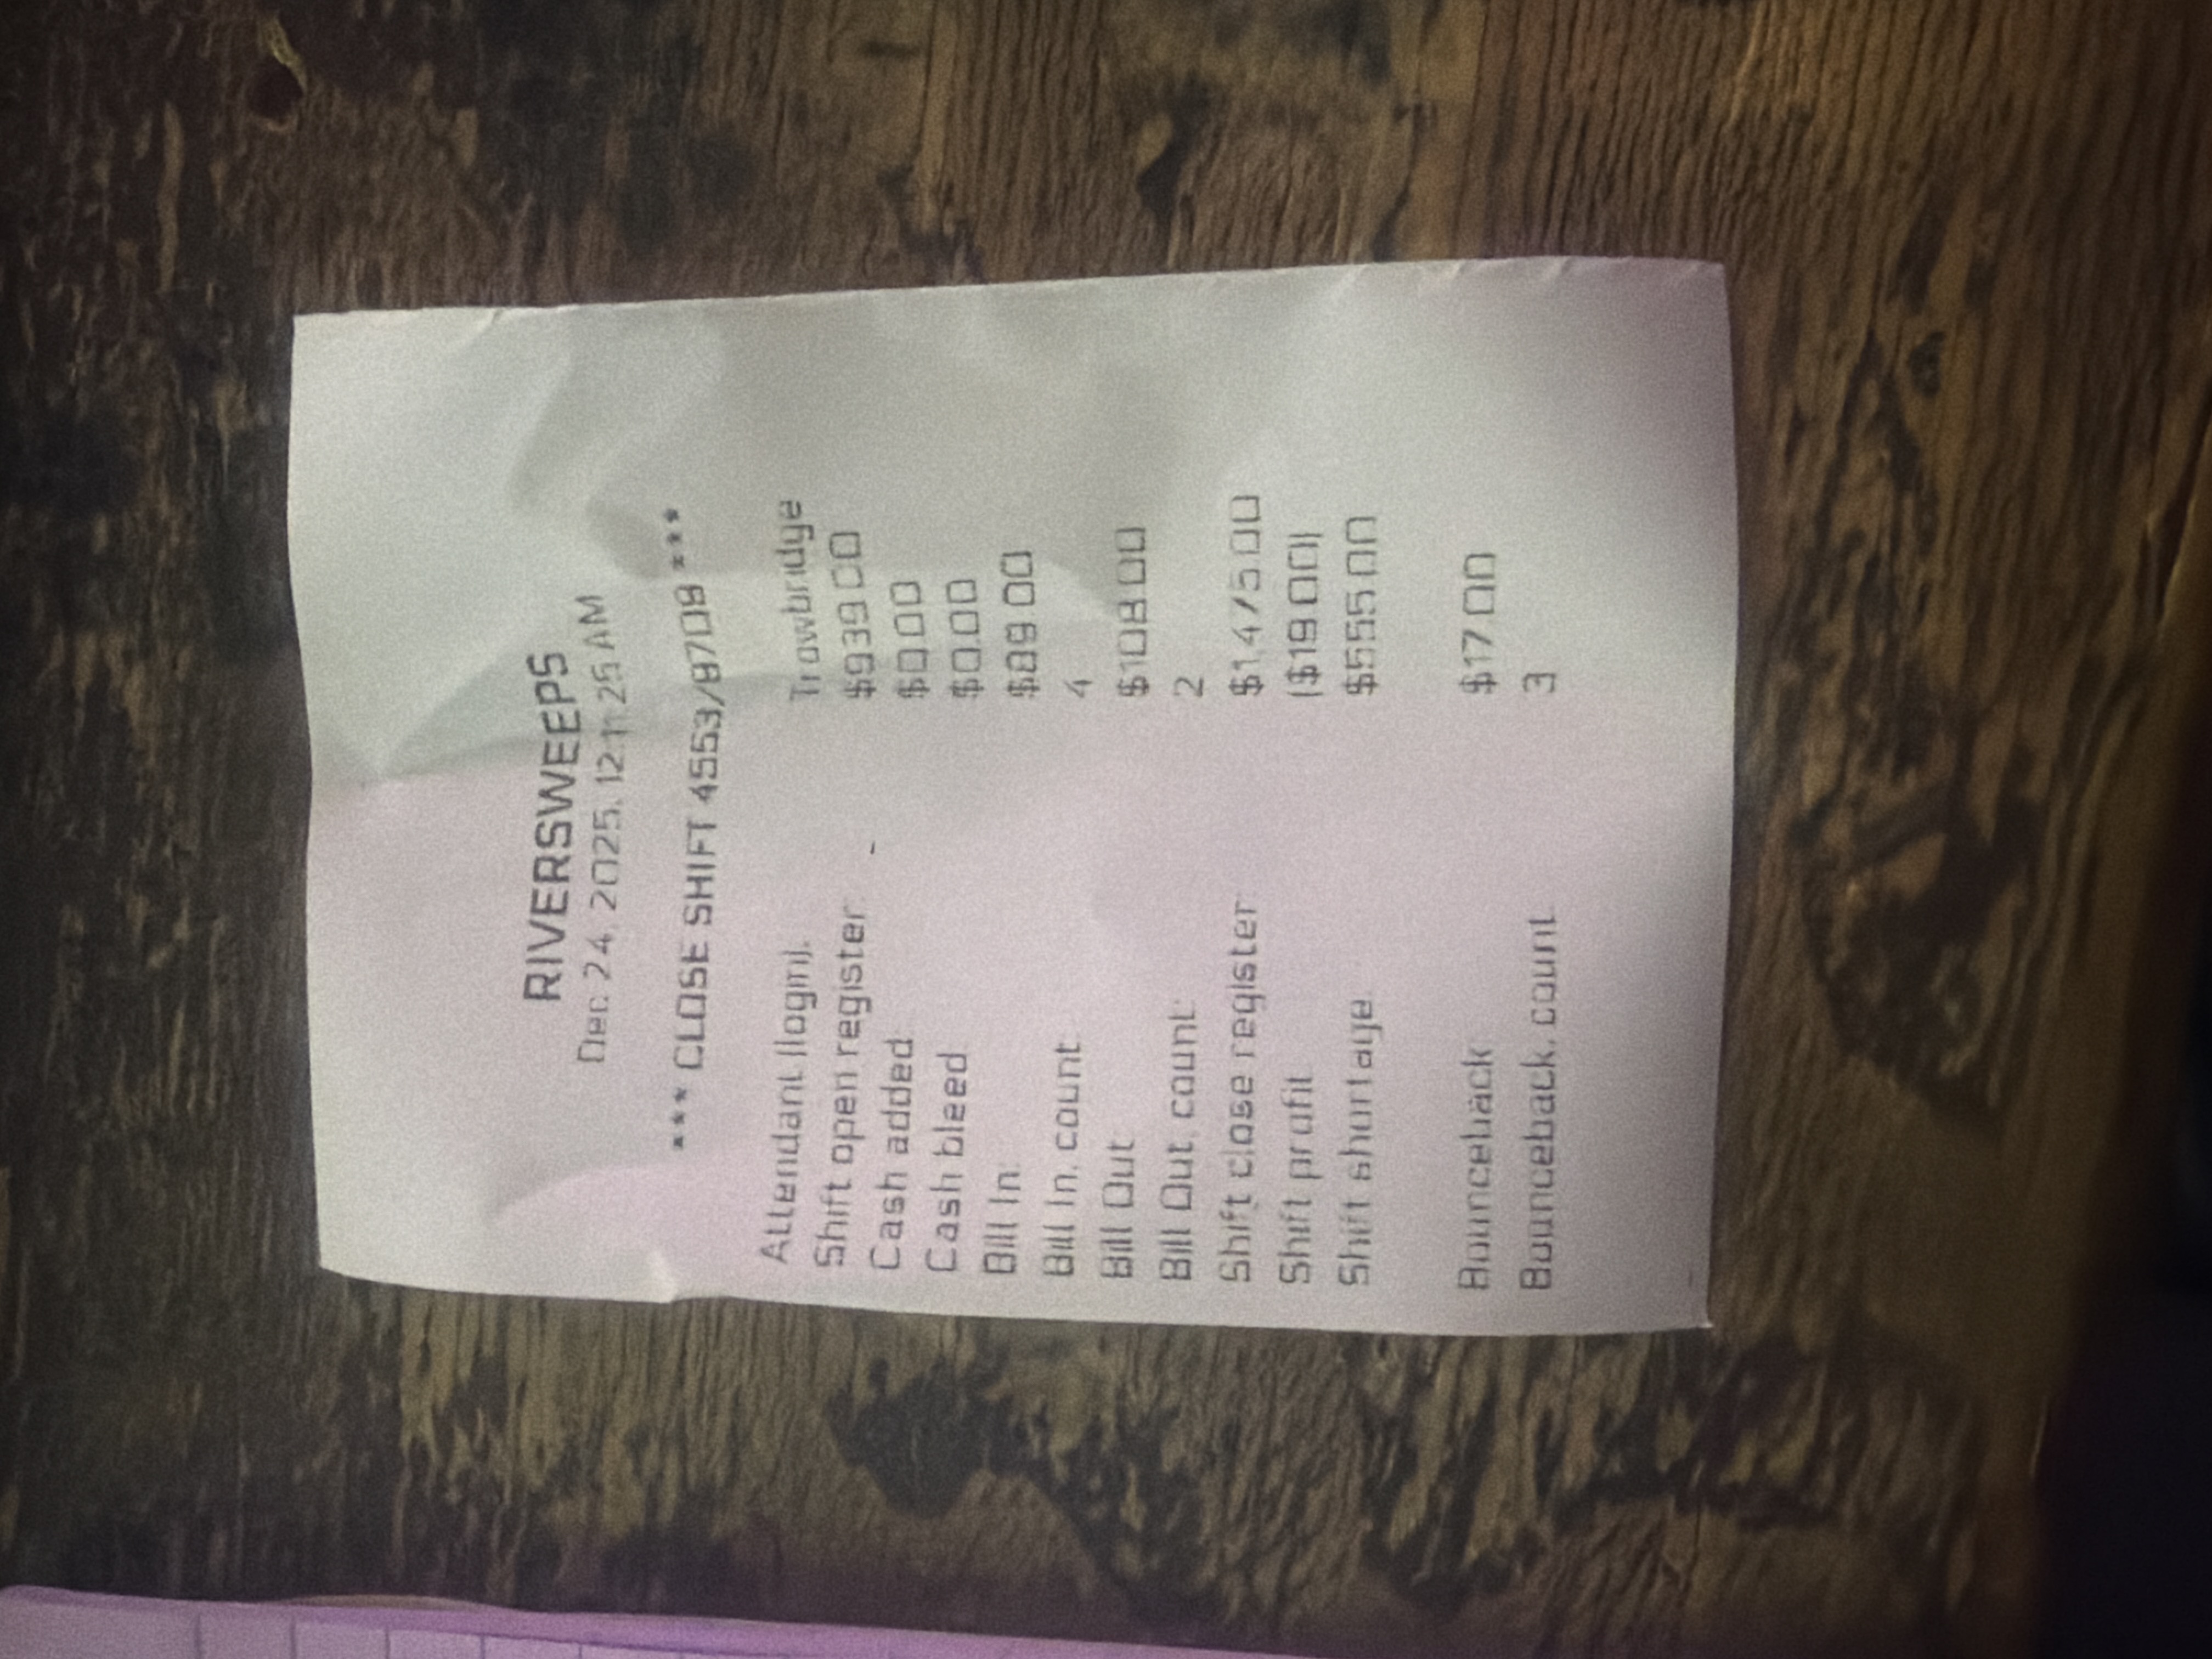 RIVERSWEEPS
Dec 24, 2025, 12:11:25 AM
*** CLOSE SHIFT 4553/9709 ***
Attendant (login): Trowbridge
Shift open register: $939.00
Cash added: $0.00
Cash bleed: $0.00
Bill In: $89.00
Bill In, count: 4
Bill Out: $108.00
Bill Out, count: 2
Shift close register: $1,475.00
Shift profit: ($19.00)
Shift shortage: $555.00
Bounceback: $17.00
Bounceback, count: 3